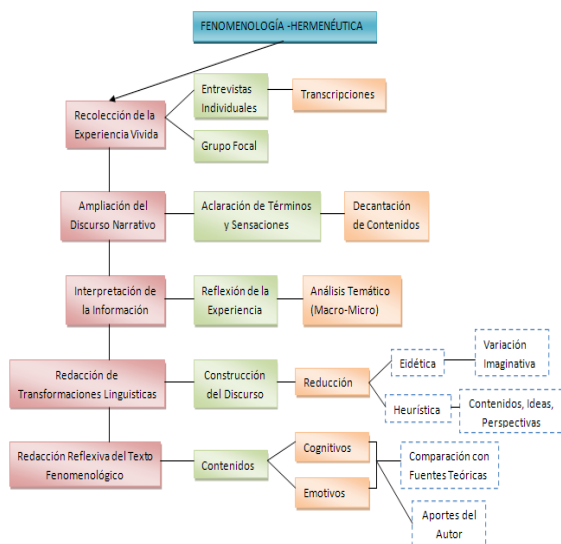 FENOMENOLOGÍA -HERMENÉUTICA
Recolección de la
Experiencia Vivida
Entrevistas
Individuales
Transcripciones
Grupo Focal
Ampliación del
Discurso Narrativo
Aclaración de Términos
y Sensaciones
Decantación
de Contenidos
Interpretación de
la Información
Reflexión de la
Experiencia
Análisis Temático
(Macro-Micro)
Redacción de
Transformaciones Linguisticas
Construcción
del Discurso
Reducción
Eidética
Variación
Imaginativa
Heurística
Contenidos, Ideas,
Perspectivas
Redacción Reflexiva del Texto
Fenomenológico
Contenidos
Cognitivos
Emotivos
Comparación con
Fuentes Teóricas
Aportes del
Autor